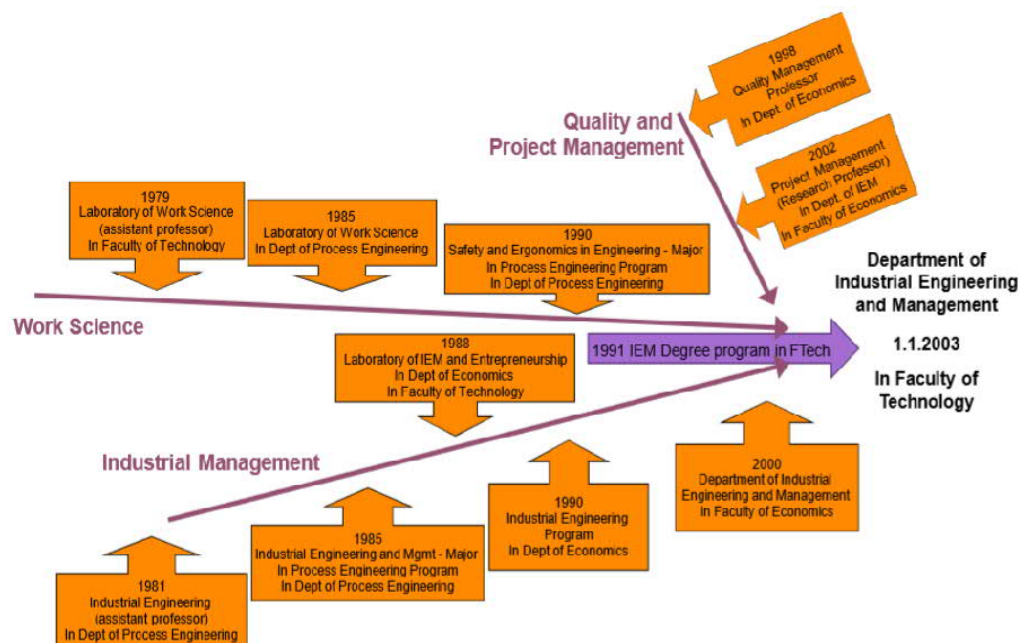 1998
Quality Management
Professor
In Dept. of Economics
Quality and
Project Management
2002
Project Management
(Research Professor)
In Dept. of IEM
In Faculty of Economics
1979
Laboratory of Work Science
(assistant professor)
In Faculty of Technology
1985
Laboratory of Work Science
In Dept of Process Engineering
1990
Safety and Ergonomics in Engineering - Major
In Process Engineering Program
In Dept of Process Engineering
Department of
Industrial Engineering
and Management
1.1.2003
In Faculty of
Technology
Work Science
1991 IEM Degree program in FTech
1988
Laboratory of IEM and Entrepreneurship
In Dept of Economics
In Faculty of Technology
Industrial Management
2000
Department of Industrial
Engineering and Management
In Faculty of Economics
1990
Industrial Engineering
Program
In Dept of Economics
1985
Industrial Engineering and Mgmt - Major
In Process Engineering Program
In Dept of Process Engineering
1981
Industrial Engineering
(assistant professor)
In Dept of Process Engineering